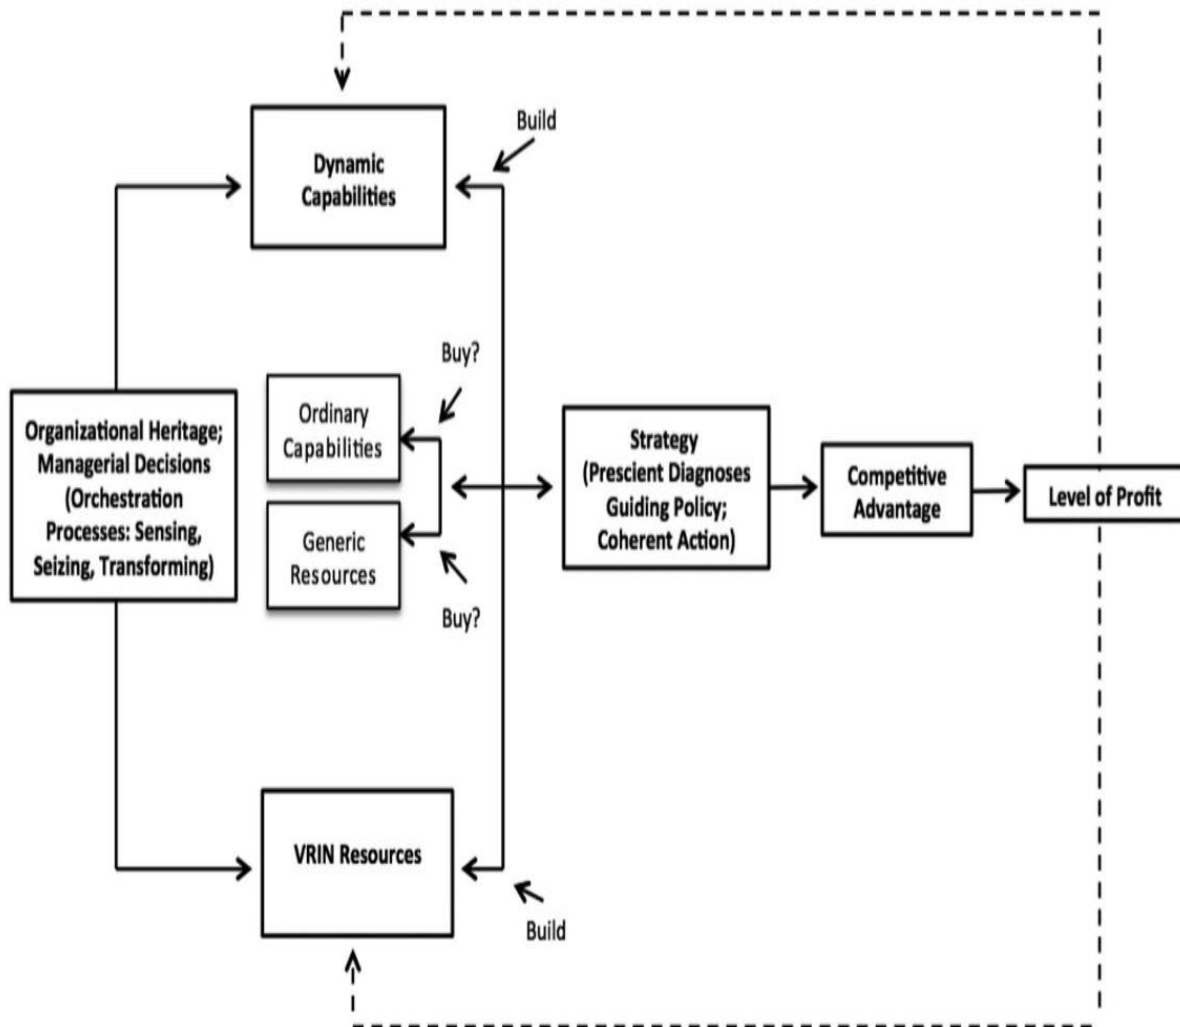 Build
Dynamic
Capabilities
Buy?
Ordinary
Capabilities
Organizational Heritage;
Managerial Decisions
(Orchestration
Processes: Sensing,
Seizing, Transforming)
Generic
Resources
Buy?
Strategy
(Prescient Diagnoses
Guiding Policy;
Coherent Action)
Competitive
Advantage
Level of Profit
VRIN Resources
Build